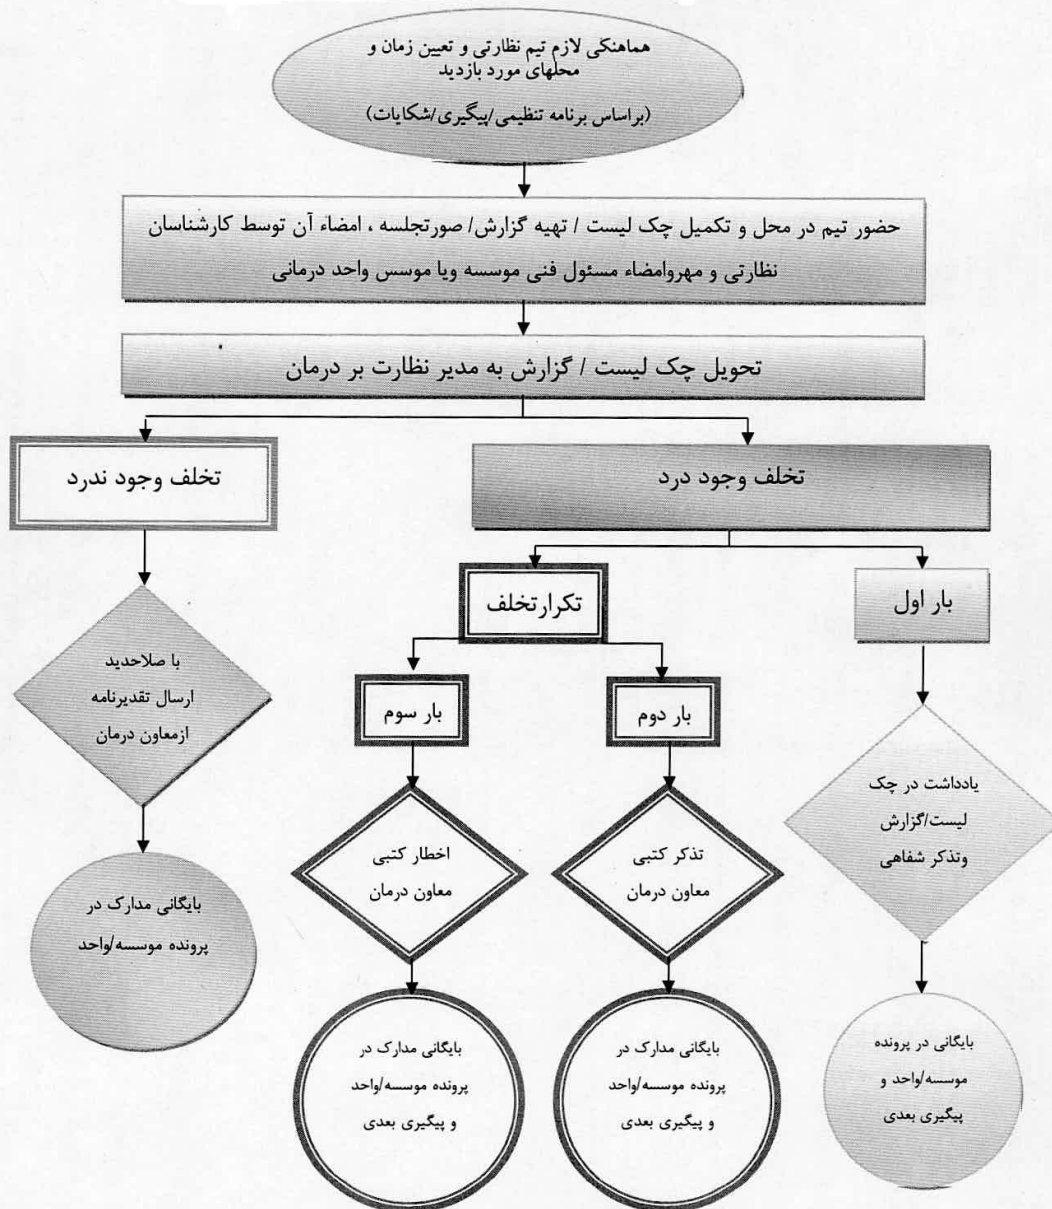 هماهنگی لازم تیم نظارتی و تعیین زمان و
محلهای مورد بازدید
(براساس برنامه تنظیمی/پیگیری/شکایات)
حضور تیم در محل و تکمیل چک لیست / تهیه گزارش/ صورتجلسه ، امضاء آن توسط کارشناسان
نظارتی و مهروامضاء مسئول فنی موسسه ویا موسس واحد درمانی
تحویل چک لیست / گزارش به مدیر نظارت بر درمان
تخلف وجود درد
تخلف وجود ندرد
بار اول
تکرارتخلف
بار دوم
بار سوم
یادداشت در چک
لیست/گزارش
وتذکر شفاهی
تذکر کتبی
معاون درمان
اخطار کتبی
معاون درمان
با صلاحدید
ارسال تقدیرنامه
ازمعاون درمان
بایگانی در پرونده
موسسه/واحد و
پیگیری بعدی
بایگانی مدارک در
پرونده موسسه/واحد
و پیگیری بعدی
بایگانی مدارک در
پرونده موسسه/واحد
و پیگیری بعدی
بایگانی مدارک در
پرونده موسسه/واحد